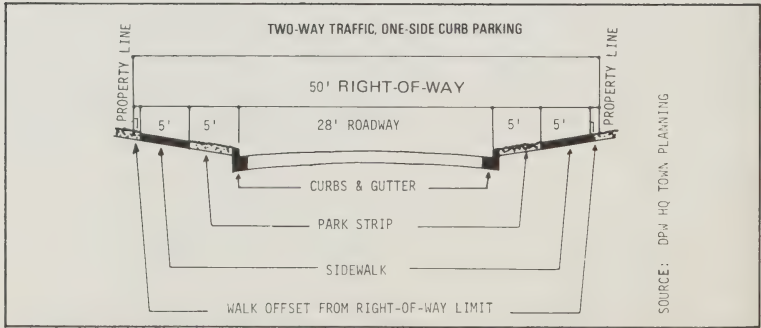 TWO-WAY TRAFFIC, ONE-SIDE CURB PARKING
PROPERTY LINE
PROPERTY LINE
50' RIGHT-OF-WAY
5' 5' 28' ROADWAY 5' 5'
1' 1'
CURBS & GUTTER
PARK STRIP
SIDEWALK
WALK OFFSET FROM RIGHT-OF-WAY LIMIT
SOURCE: DPW HQ TOWN PLANNING